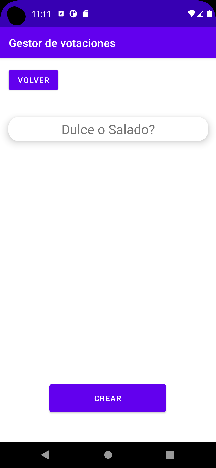 11:11
Gestor de votaciones
VOLVER
Dulce o Salado?
CREAR